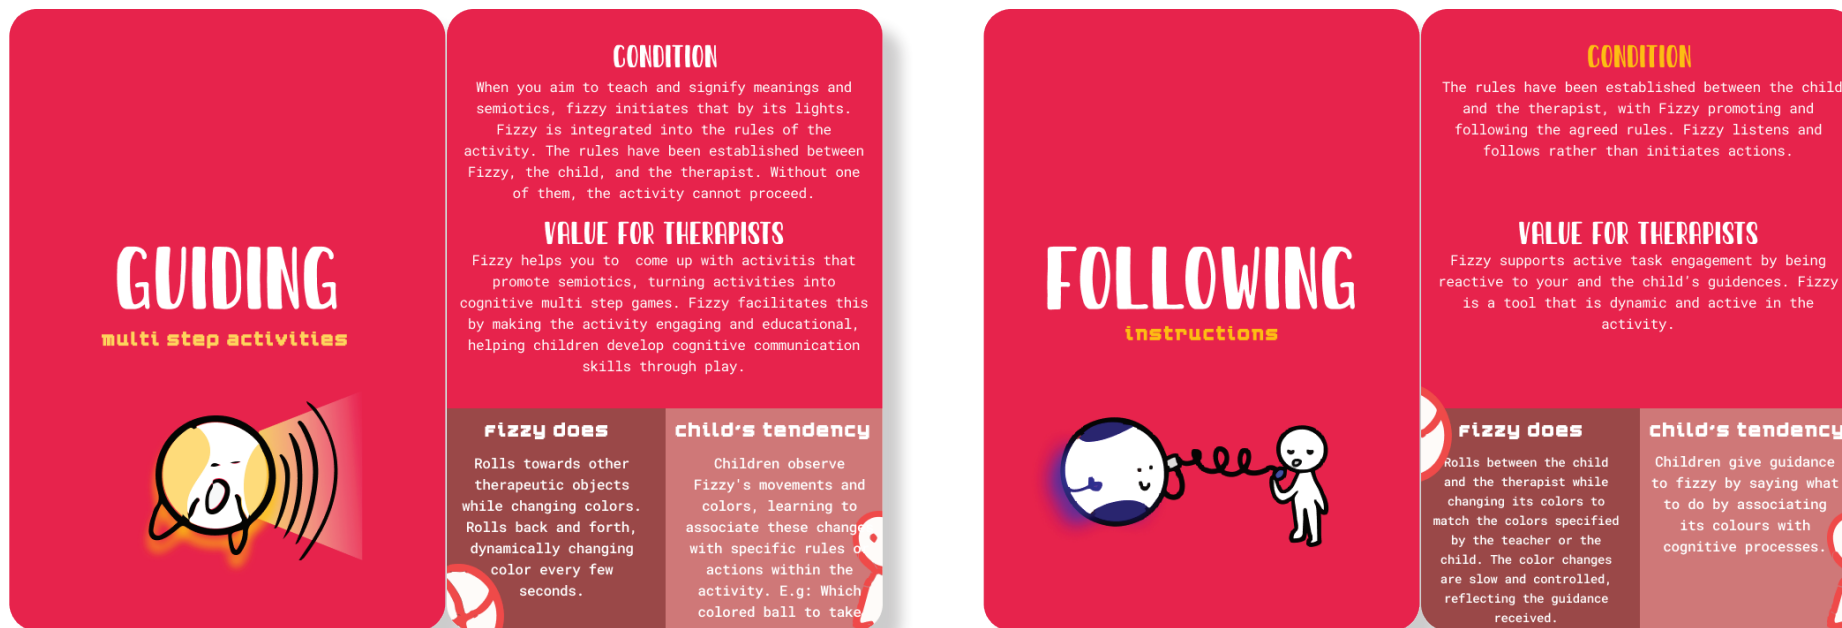 GUIDING
multi step activities
CONDITION
When you aim to teach and signify meanings and
semiotics, fizzy initiates that by its lights.
Fizzy is integrated into the rules of the
activity. The rules have been established between
Fizzy, the child, and the therapist. Without one
of them, the activity cannot proceed.
VALUE FOR THERAPISTS
Fizzy helps you to come up with activitis that
promote semiotics, turning activities into
cognitive multi step games. Fizzy facilitates this
by making the activity engaging and educational,
helping children develop cognitive communication
skills through play.
fizzy does
Rolls towards other
therapeutic objects
while changing colors.
Rolls back and forth,
dynamically changing
color every few
seconds.
child's tendency
Children observe
Fizzy's movements and
colors, learning to
associate these change
with specific rules o
actions within the
activity. E.g: Which
colored ball to take
FOLLOWING
instructions
CONDITION
The rules have been established between the child
and the therapist, with Fizzy promoting and
following the agreed rules. Fizzy listens and
follows rather than initiates actions.
VALUE FOR THERAPISTS
Fizzy supports active task engagement by being
reactive to your and the child's guidences. Fizzy
is a tool that is dynamic and active in the
activity.
fizzy does
Rolls between the child
and the therapist while
changing its colors to
match the colors specified
by the teacher or the
child. The color changes
are slow and controlled,
reflecting the guidance
received.
child's tendency
Children give guidance
to fizzy by saying what
to do by associating
its colours with
cognitive processes.